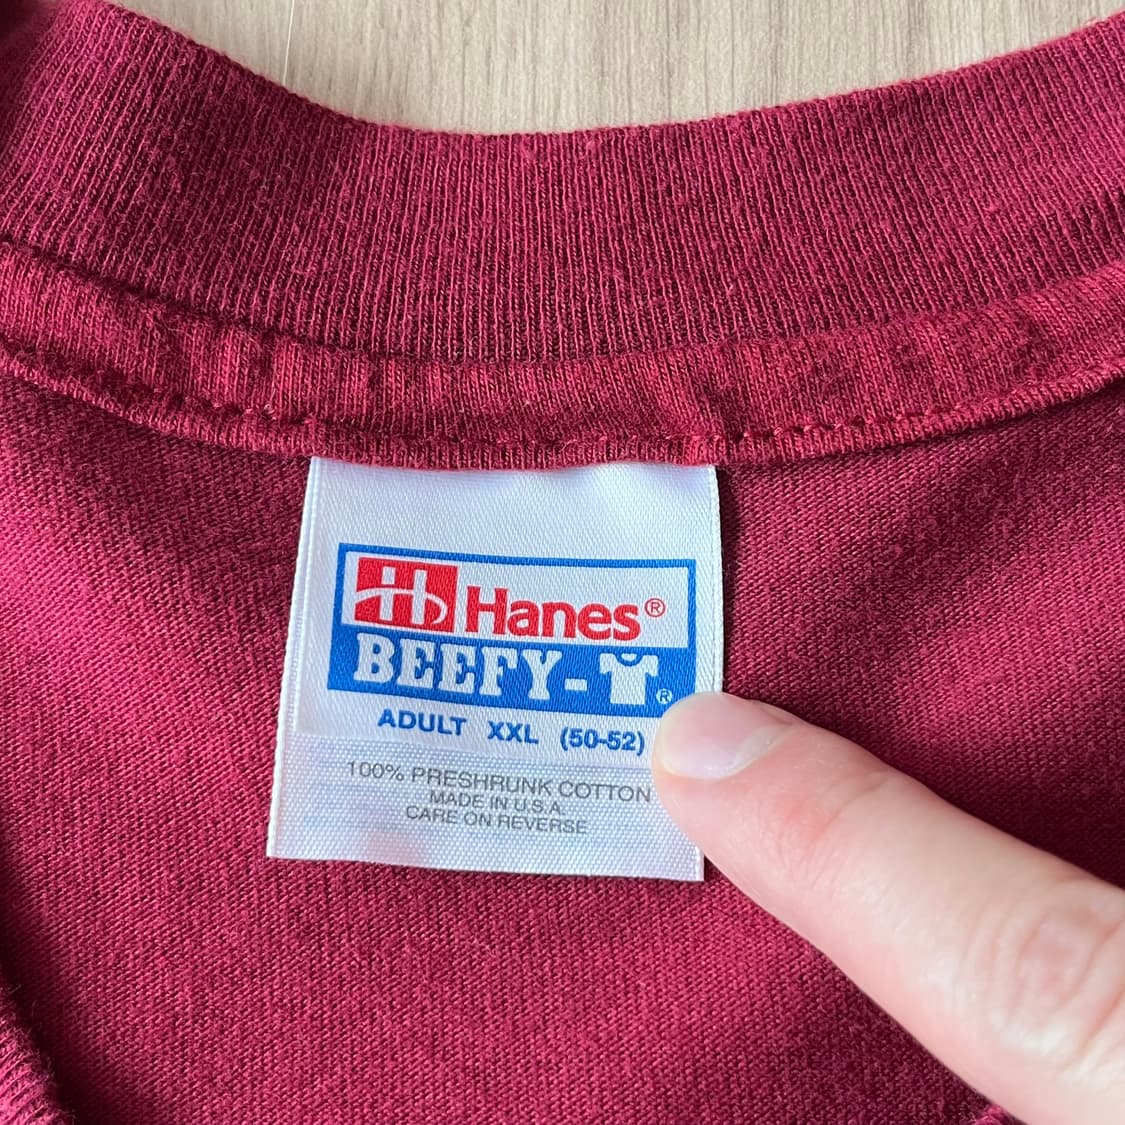 Hanes®
BEEFY-T®
ADULT XXL (50-52)
100% PRESHRUNK COTTON
MADE IN U.S.A.
CARE ON REVERSE